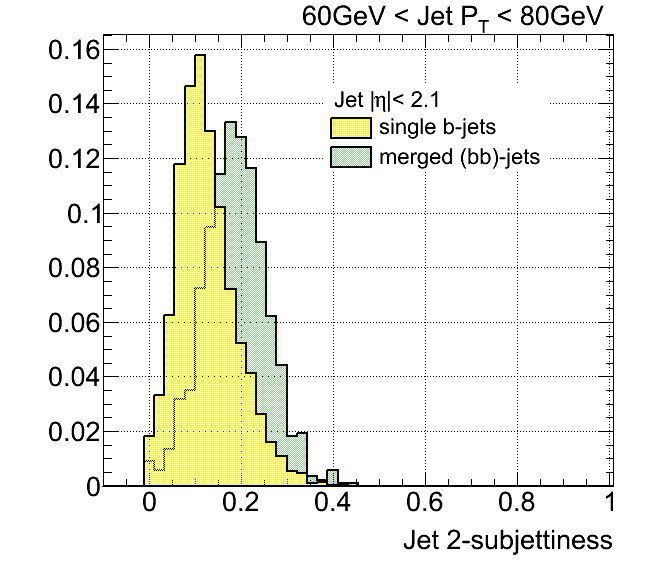 60GeV < Jet P_T < 80GeV
0.16
0.14
0.12
0.1
0.08
0.06
0.04
0.02
0
Jet |η|< 2.1
single b-jets
merged (bb)-jets
0 0.2 0.4 0.6 0.8 1
Jet 2-subjettiness